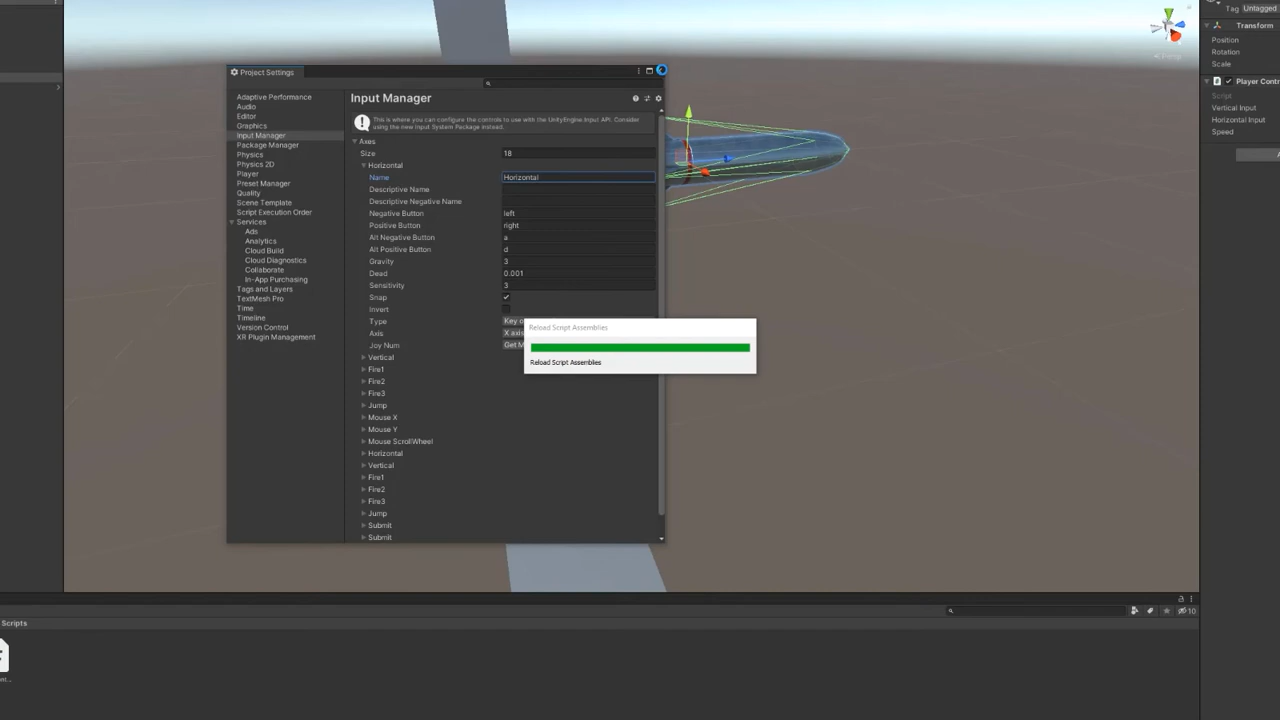 Tag Untagged
Transform
Position
Rotation
Scale
Player Contr
Script
Vertical Input
Horizontal Input
Speed
Persp
Project Settings
Adaptive Performance
Audio
Editor
Graphics
Input Manager
Package Manager
Physics
Physics 2D
Player
Preset Manager
Quality
Scene Template
Script Execution Order
Services
Ads
Analytics
Cloud Build
Cloud Diagnostics
Collaborate
In-App Purchasing
Tags and Layers
TextMesh Pro
Time
Timeline
Version Control
XR Plugin Management
Input Manager
This is where you can configure the controls to use with the UnityEngine.Input API. Consider
using the new Input System Package instead.
Axes
Size 18
Horizontal
Name Horizontal
Descriptive Name
Descriptive Negative Name
Negative Button left
Positive Button right
Alt Negative Button a
Alt Positive Button d
Gravity 3
Dead 0.001
Sensitivity 3
Snap
Invert
Type Key o
Axis X axis
Joy Num Get M
Vertical
Fire1
Fire2
Fire3
Jump
Mouse X
Mouse Y
Mouse ScrollWheel
Horizontal
Vertical
Fire1
Fire2
Fire3
Jump
Submit
Submit
Reload Script Assemblies
Reload Script Assemblies
10
Scripts